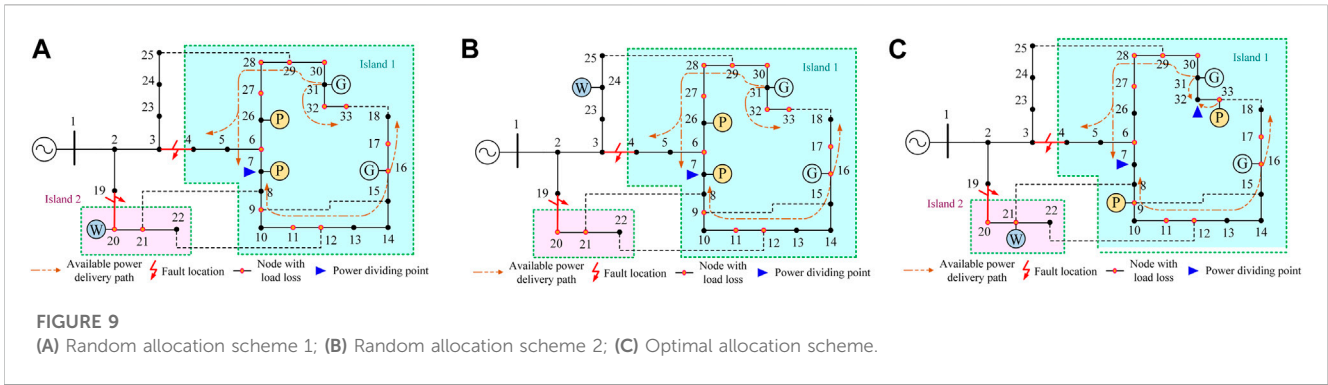 A
25
28
29
30
Island 1
G
24
27
31
32
33
23
26
P
18
1
17
2
3
4
5
6
7
P
G
16
19
8
15
Island 2
9
22
W
20
21
10
11
12
13
14
Available power
delivery path
Fault location
Node with
load loss
Power dividing point
B
25
28
29
30
Island 1
W
24
27
31
G
32
33
23
26
P
18
1
17
2
3
4
5
6
7
P
G
16
19
8
15
Island 2
9
22
20
21
10
11
12
13
14
Available power
delivery path
Fault location
Node with
load loss
Power dividing point
C
25
28
29
30
Island 1
G
24
27
31
32
33
P
23
26
18
1
17
2
3
4
5
6
7
G
16
19
8
15
Island 2
P
9
21
22
20
W
10
11
12
13
14
Available power
delivery path
Fault location
Node with
load loss
Power dividing point
FIGURE 9
(A) Random allocation scheme 1; (B) Random allocation scheme 2; (C) Optimal allocation scheme.